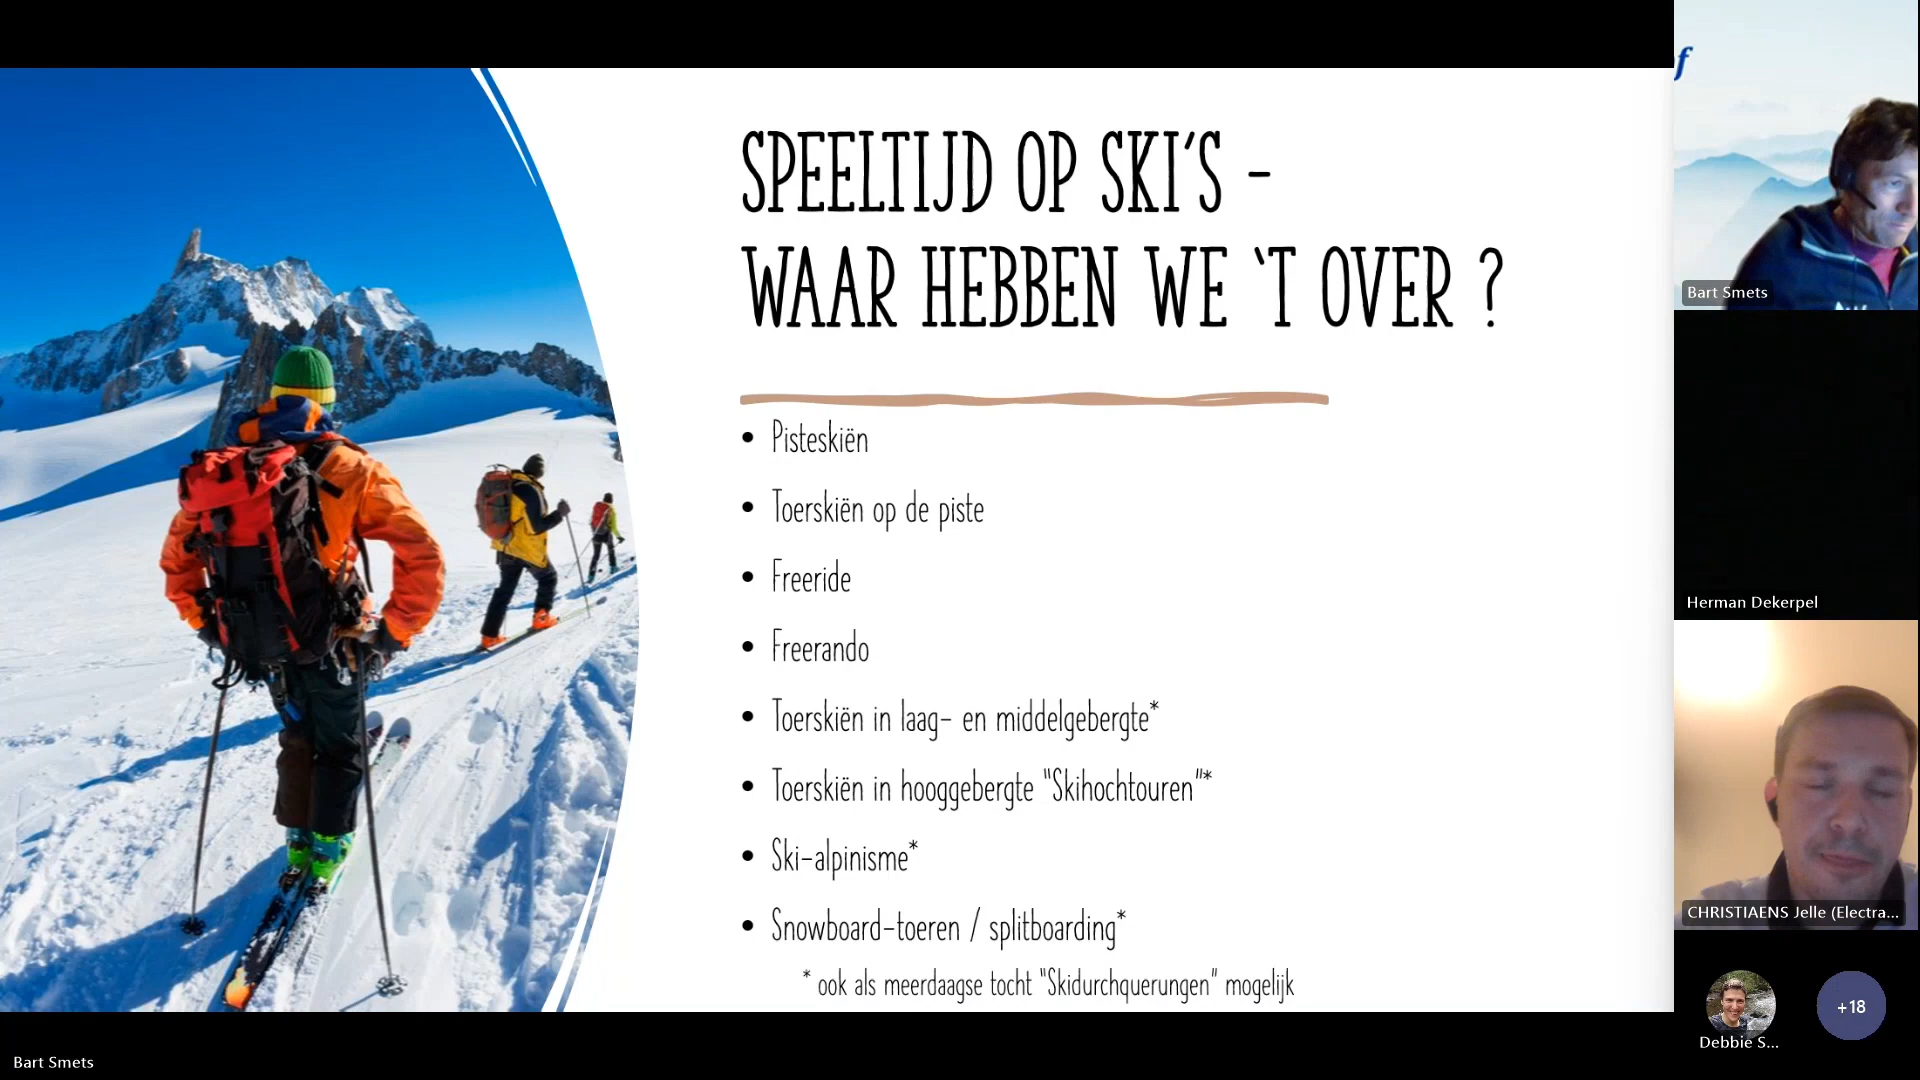 SPEELTIJD OP SKI'S -
WAAR HEBBEN WE 'T OVER ?
• Pisteskiën
• Toerskiën op de piste
• Freeride
• Freerando
• Toerskiën in laag- en middelgebergte*
• Toerskiën in hooggebergte "Skihochtouren"*
• Ski-alpinisme*
• Snowboard-toeren / splitboarding*
* ook als meerdaagse tocht "Skidurchquerungen" mogelijk
f
Bart Smets
Herman Dekerpel
CHRISTIAENS Jelle (Electra...
Debbie S...
+18
Bart Smets